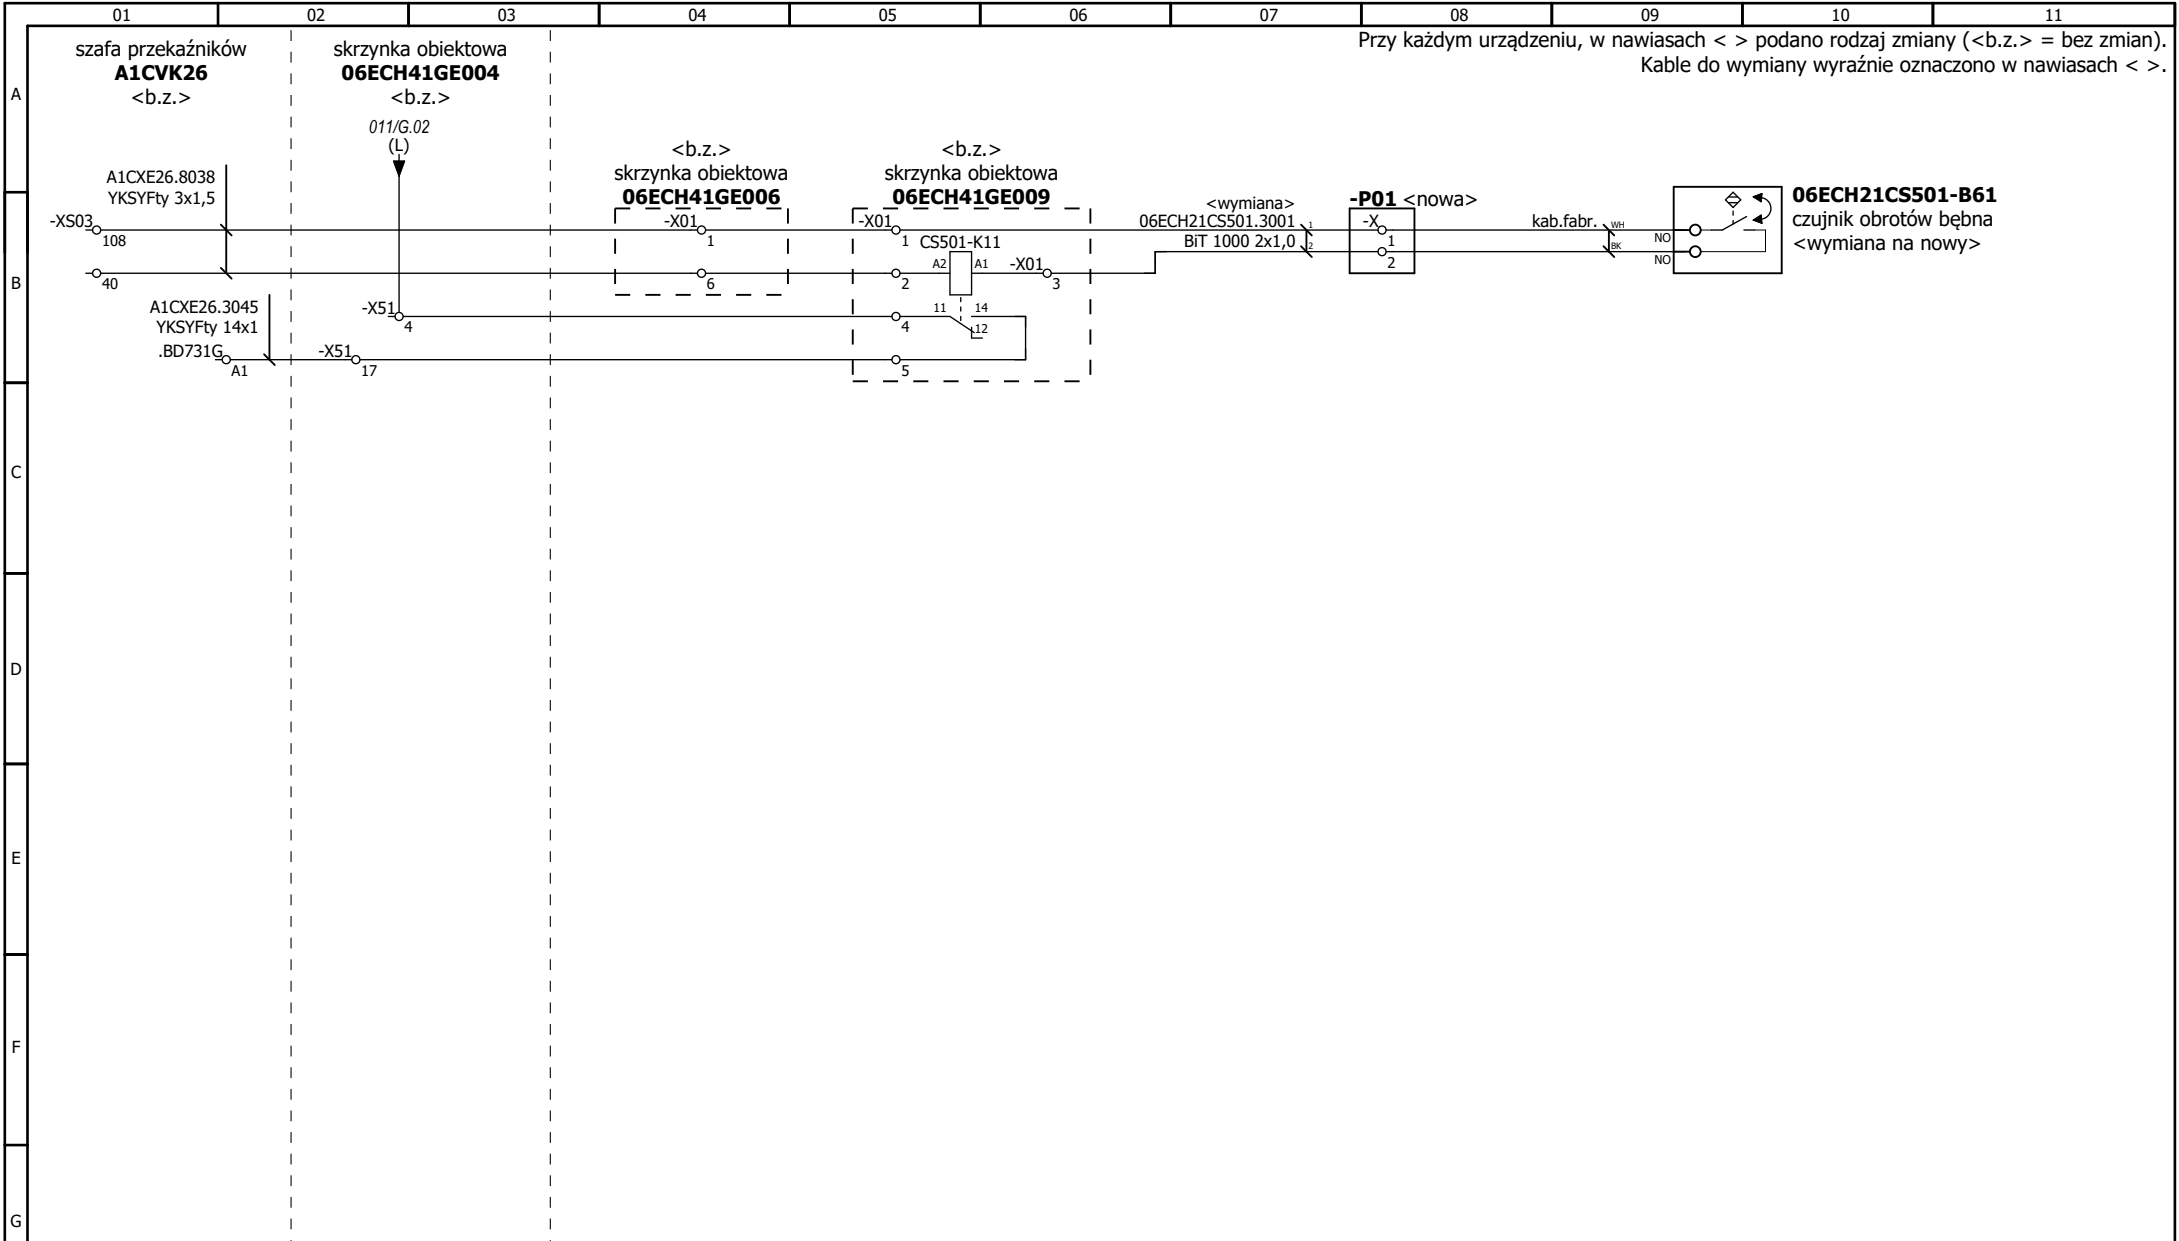 01
02
03
04
05
06
07
08
09
10
11
A
B
C
D
E
F
G
szafa przekaźników
A1CVK26
<b.z.>
skrzynka obiektowa
06ECH41GE004
<b.z.>
Przy każdym urządzeniu, w nawiasach < > podano rodzaj zmiany (<b.z.> = bez zmian).
Kable do wymiany wyraźnie oznaczono w nawiasach < >.
011/G.02
(L)
<b.z.>
skrzynka obiektowa
06ECH41GE006
<b.z.>
skrzynka obiektowa
06ECH41GE009
A1CXE26.8038
YKSYFty 3x1,5
-XS03
108
40
A1CXE26.3045
YKSYFty 14x1
.BD731G
A1
-X51
4
-X51
17
-X01
1
6
-X01
1
CS501-K11
A2
A1
-X01
2
3
11
14
12
4
5
<wymiana>
06ECH21CS501.3001
BiT 1000 2x1,0
1
2
-P01 <nowa>
-X
1
2
kab.fabr.
WH
BK
NO
NO
06ECH21CS501-B61
czujnik obrotów bębna
<wymiana na nowy>